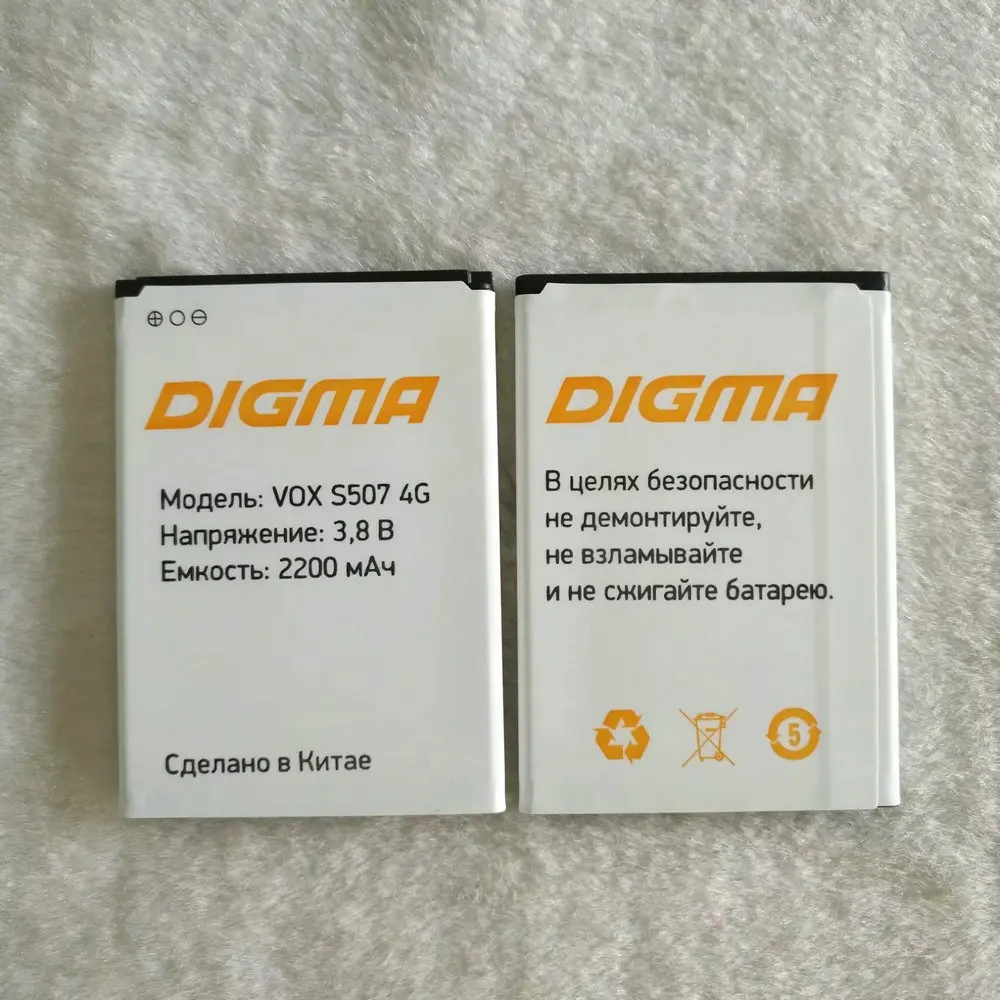 DIGMA
Модель: VOX S507 4G
Напряжение: 3,8 В
Емкость: 2200 мАч
Сделано в Китае
DIGMA
В целях безопасности
не демонтируйте,
не взламывайте
и не сжигайте батарею.
5